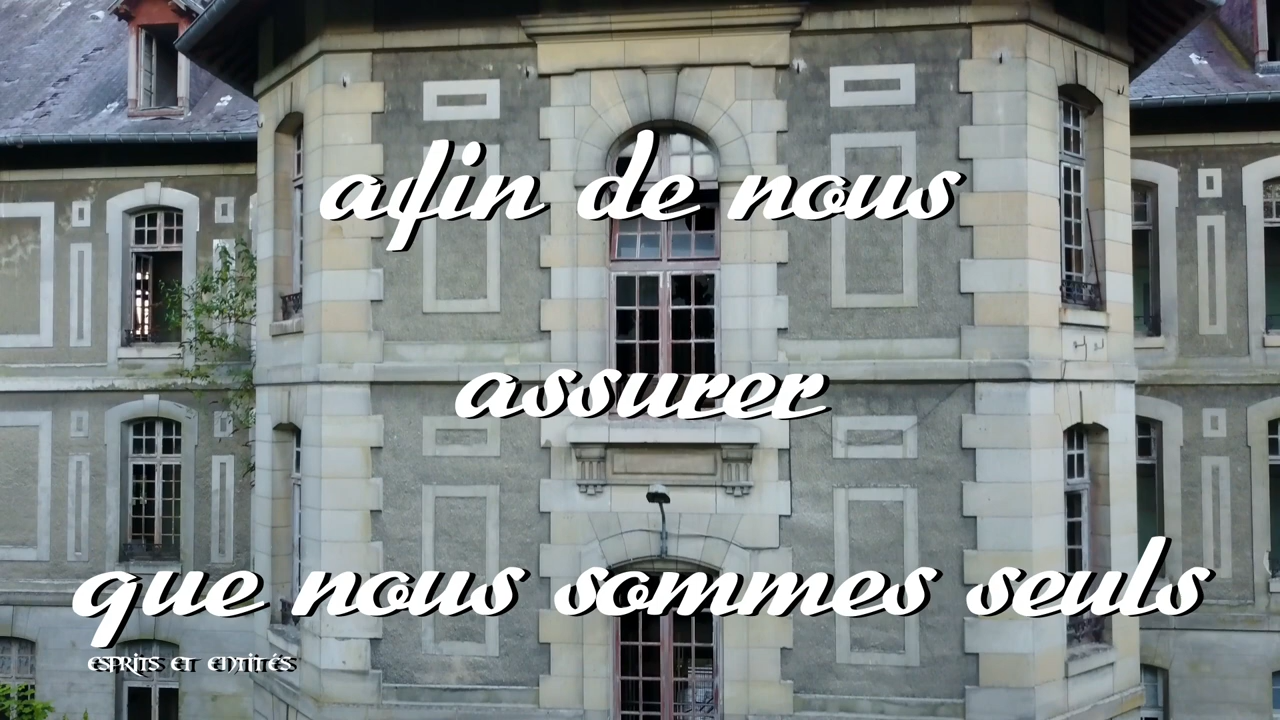 afin de nous
assurer
que nous sommes seuls
ESPRITS ET ENTITÉS